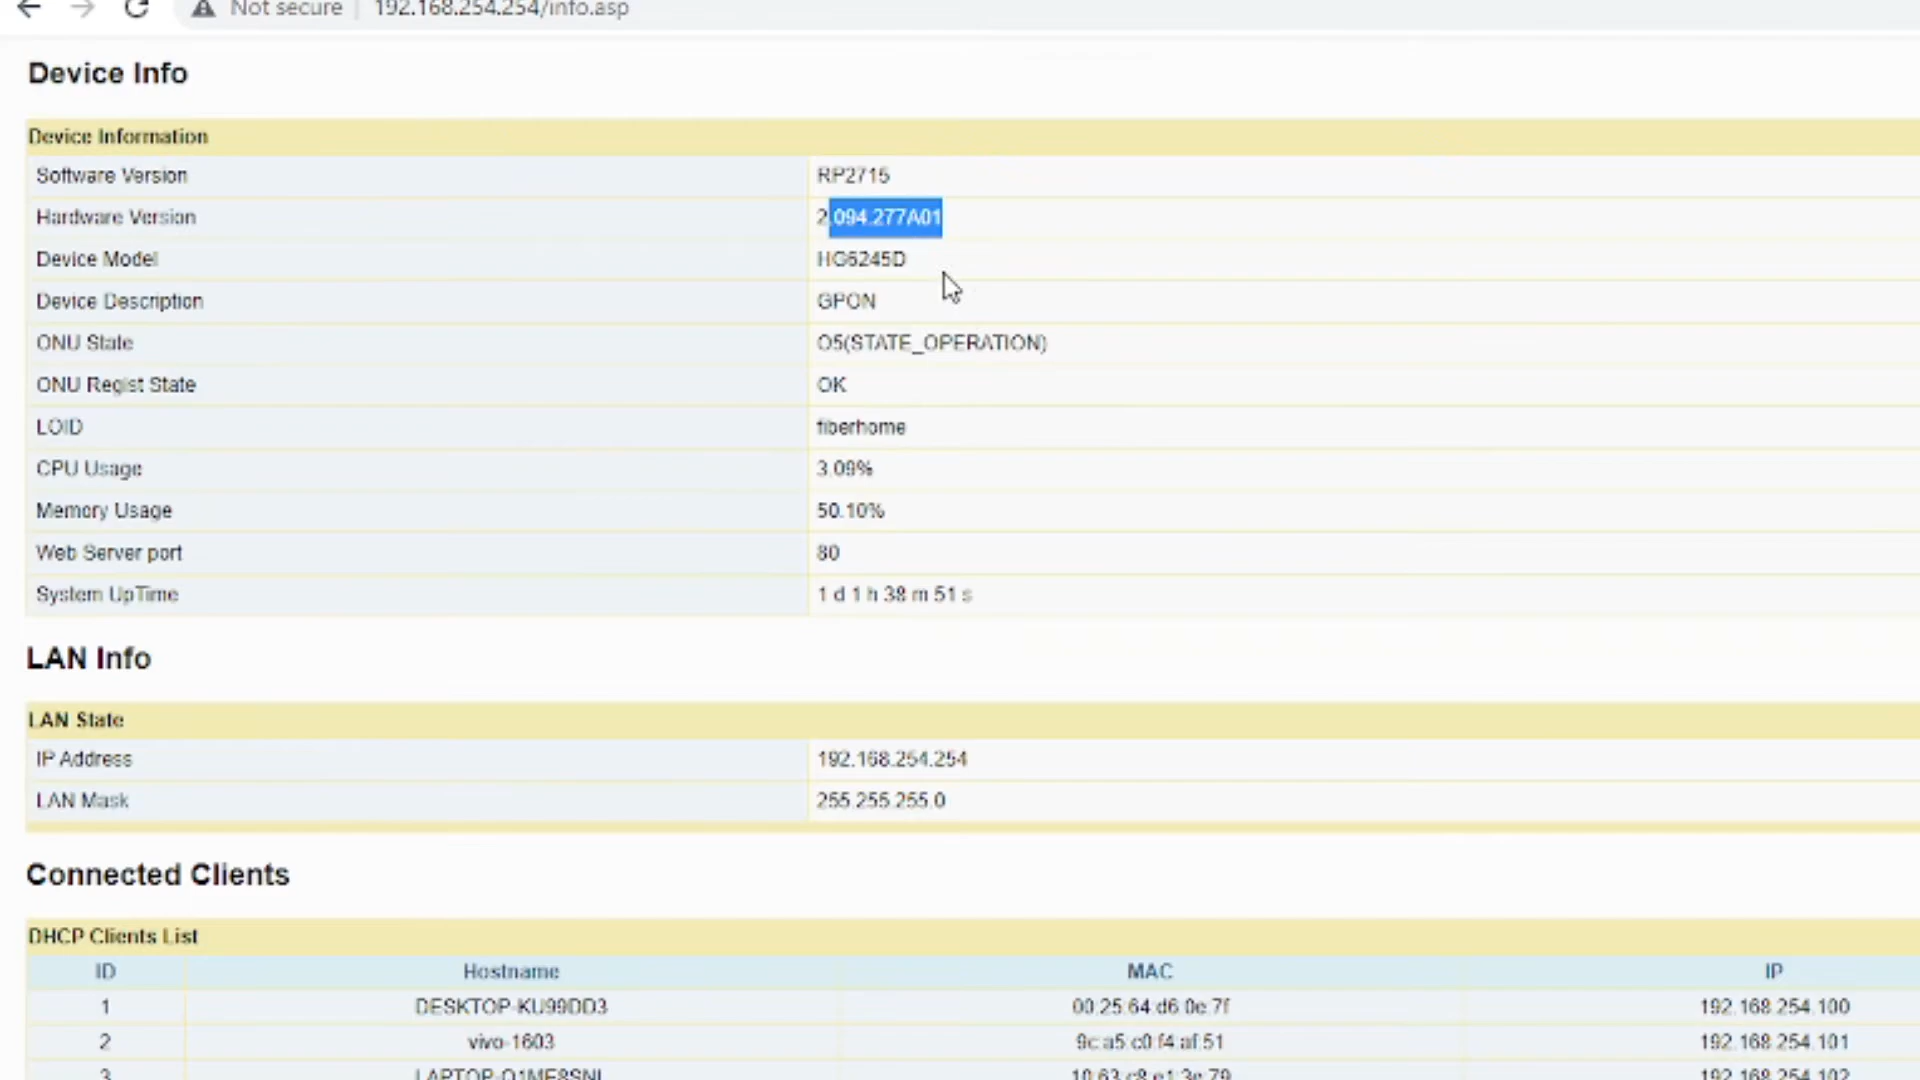 Not secure 192.168.254.254/info.asp
Device Info
Device Information
Software Version RP2715
Hardware Version 2.094.277A01
Device Model HG6245D
Device Description GPON
ONU State O5(STATE_OPERATION)
ONU Regist State OK
LOID fiberhome
CPU Usage 3.09%
Memory Usage 50.10%
Web Server port 80
System UpTime 1 d 1 h 38 m 51 s
LAN Info
LAN State
IP Address 192.168.254.254
LAN Mask 255.255.255.0
Connected Clients
DHCP Clients List
ID Hostname MAC IP
1 DESKTOP-KU99DD3 00:25:64:d6:0e:7f 192.168.254.100
2 vivo-1603 9c:a5:c0:f4:af:51 192.168.254.101
3 192.168.254.102